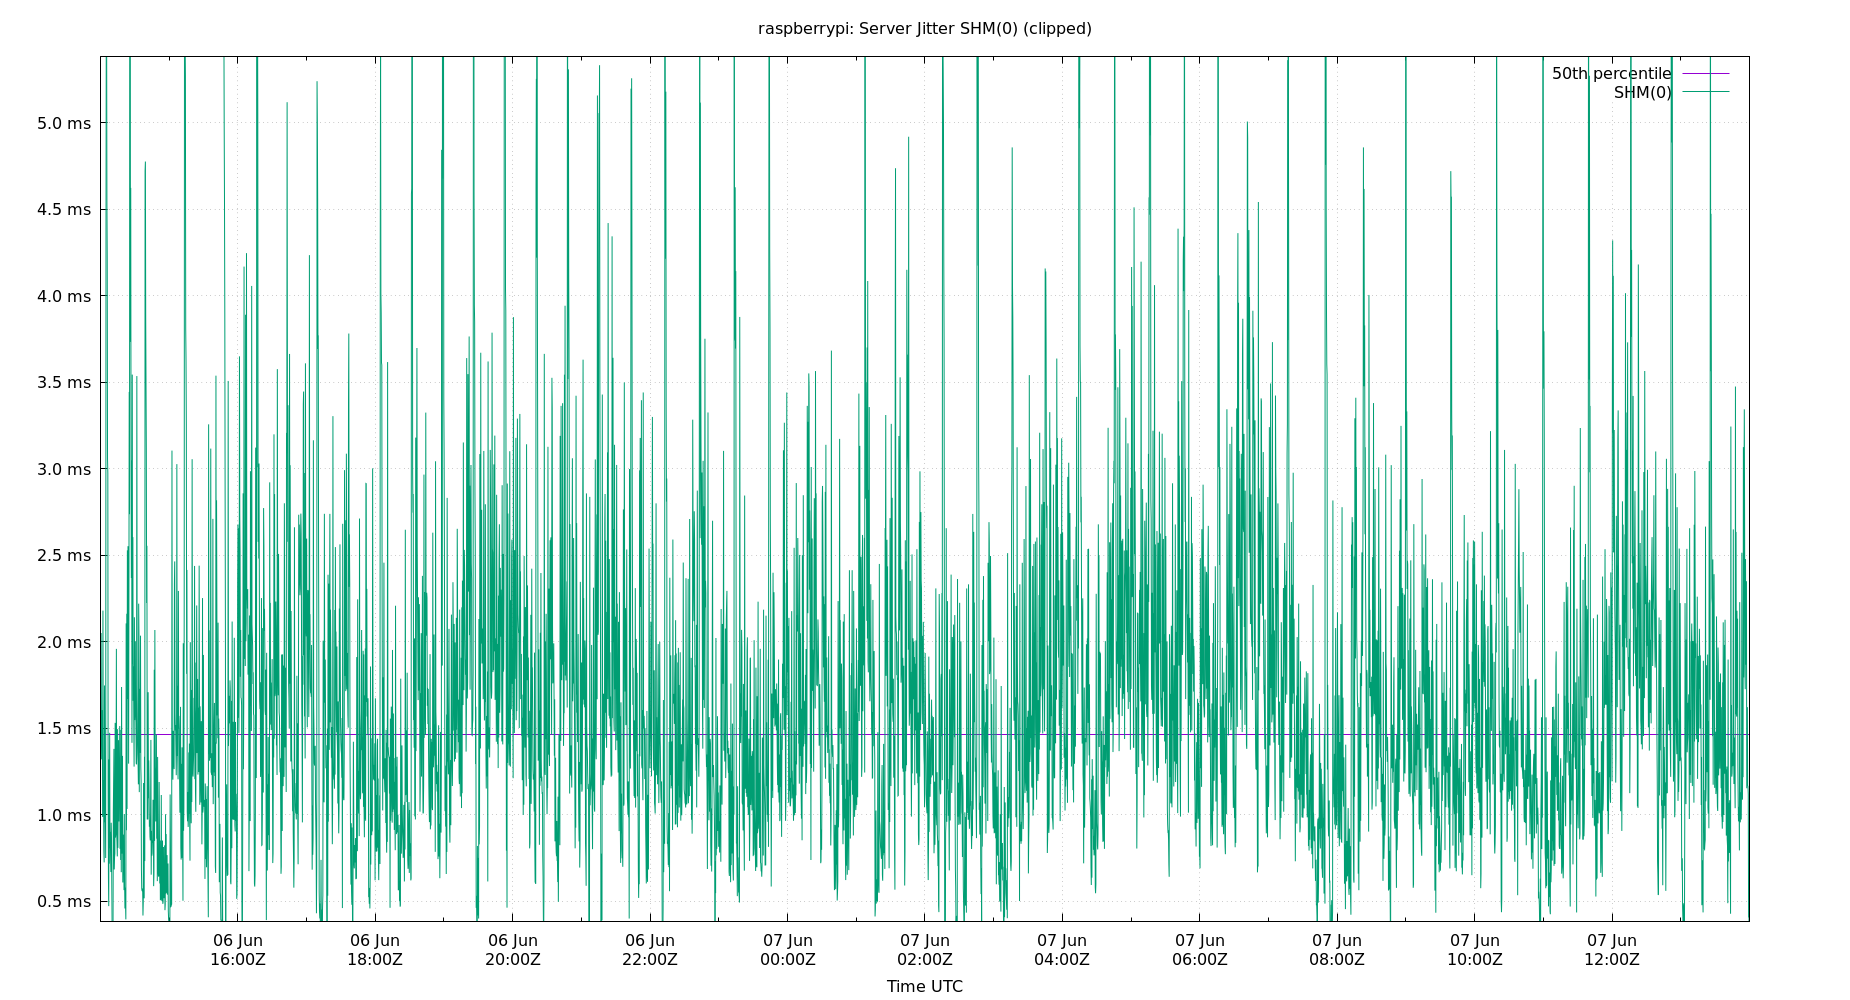 raspberrypi: Server Jitter SHM(0) (clipped)
50th percentile
SHM(0)
5.0 ms
4.5 ms
4.0 ms
3.5 ms
3.0 ms
2.5 ms
2.0 ms
1.5 ms
1.0 ms
0.5 ms
06 Jun 06 Jun 06 Jun 06 Jun 07 Jun 07 Jun 07 Jun 07 Jun 07 Jun 07 Jun 07 Jun
16:00Z 18:00Z 20:00Z 22:00Z 00:00Z 02:00Z 04:00Z 06:00Z 08:00Z 10:00Z 12:00Z
Time UTC